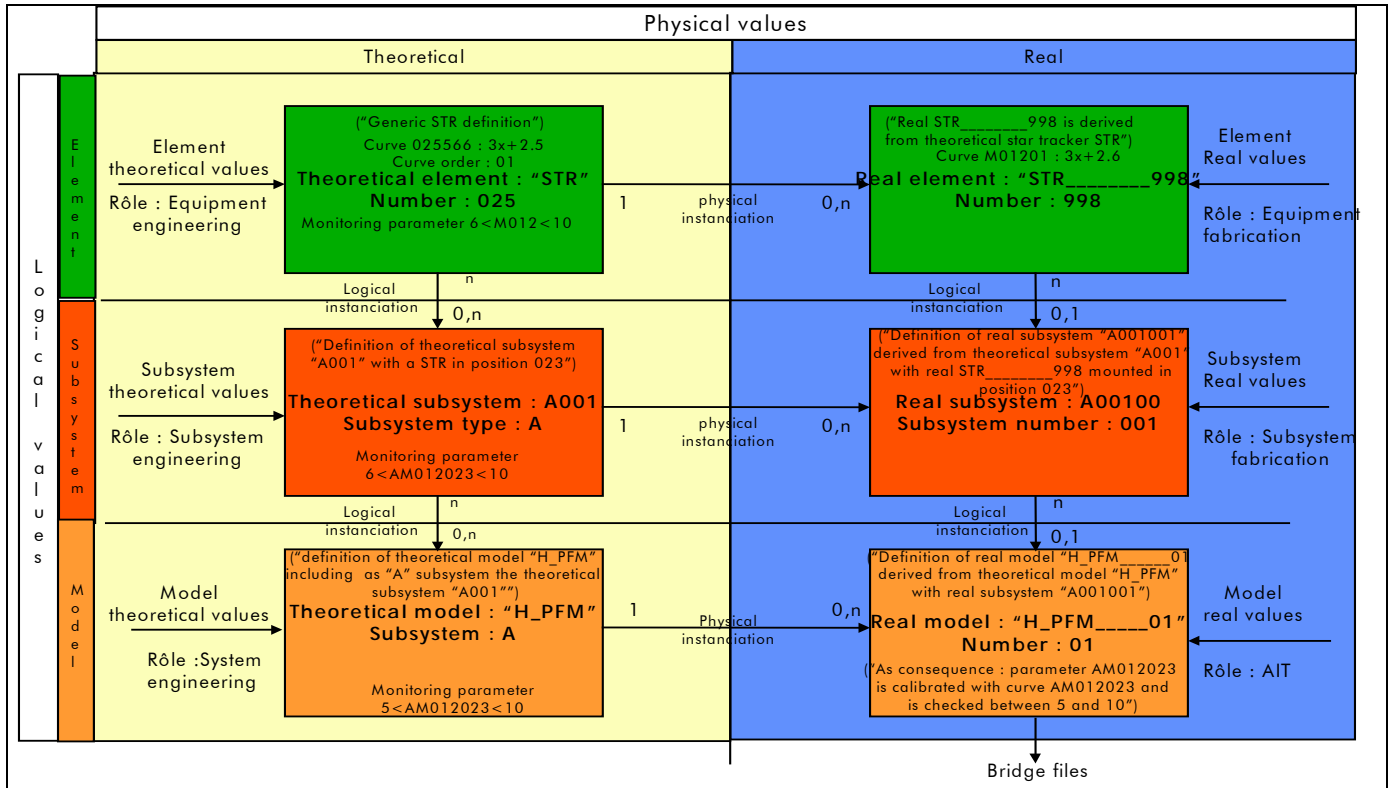 Physical values
Theoretical
Real
Logical values
Element
Element
theoretical values
Rôle : Equipment
engineering
(“Generic STR definition”)
Curve 025566 : 3x+2.5
Curve order : 01
Theoretical element : “STR”
Number : 025
Monitoring parameter 6<M012<10
1
physical
instanciation
0,n
(“Real STR________998 is derived
from theoretical star tracker STR”)
Curve M01201 : 3x+2.6
Real element : “STR________998”
Number : 998
Element
Real values
Rôle : Equipment
fabrication
n
Logical
instanciation
0,n
n
Logical
instanciation
0,1
Subsystem
Subsystem
theoretical values
Rôle : Subsystem
engineering
(“Definition of theoretical subsystem
“A001” with a STR in position 023”)
Theoretical subsystem : A001
Subsystem type : A
Monitoring parameter
6<AM012023<10
1
physical
instanciation
0,n
(“Definition of real subsystem “A001001”
derived from theoretical subsystem “A001”
with real STR________998 mounted in
position 023”)
Real subsystem : A00100
Subsystem number : 001
Subsystem
Real values
Rôle : Subsystem
fabrication
n
Logical
instanciation
0,n
n
Logical
instanciation
0,1
Model
Model
theoretical values
Rôle :System
engineering
(“definition of theoretical model “H_PFM”
including as “A” subsystem the theoretical
subsystem “A001””)
Theoretical model : “H_PFM”
Subsystem : A
Monitoring parameter
5<AM012023<10
1
Physical
instanciation
0,n
(“Definition of real model “H_PFM______01
derived from theoretical model “H_PFM”
with real subsystem “A001001”)
Real model : “H_PFM_____01”
Number : 01
(“As consequence : parameter AM012023
is calibrated with curve AM012023 and
is checked between 5 and 10”)
Model
real values
Rôle : AIT
Bridge files